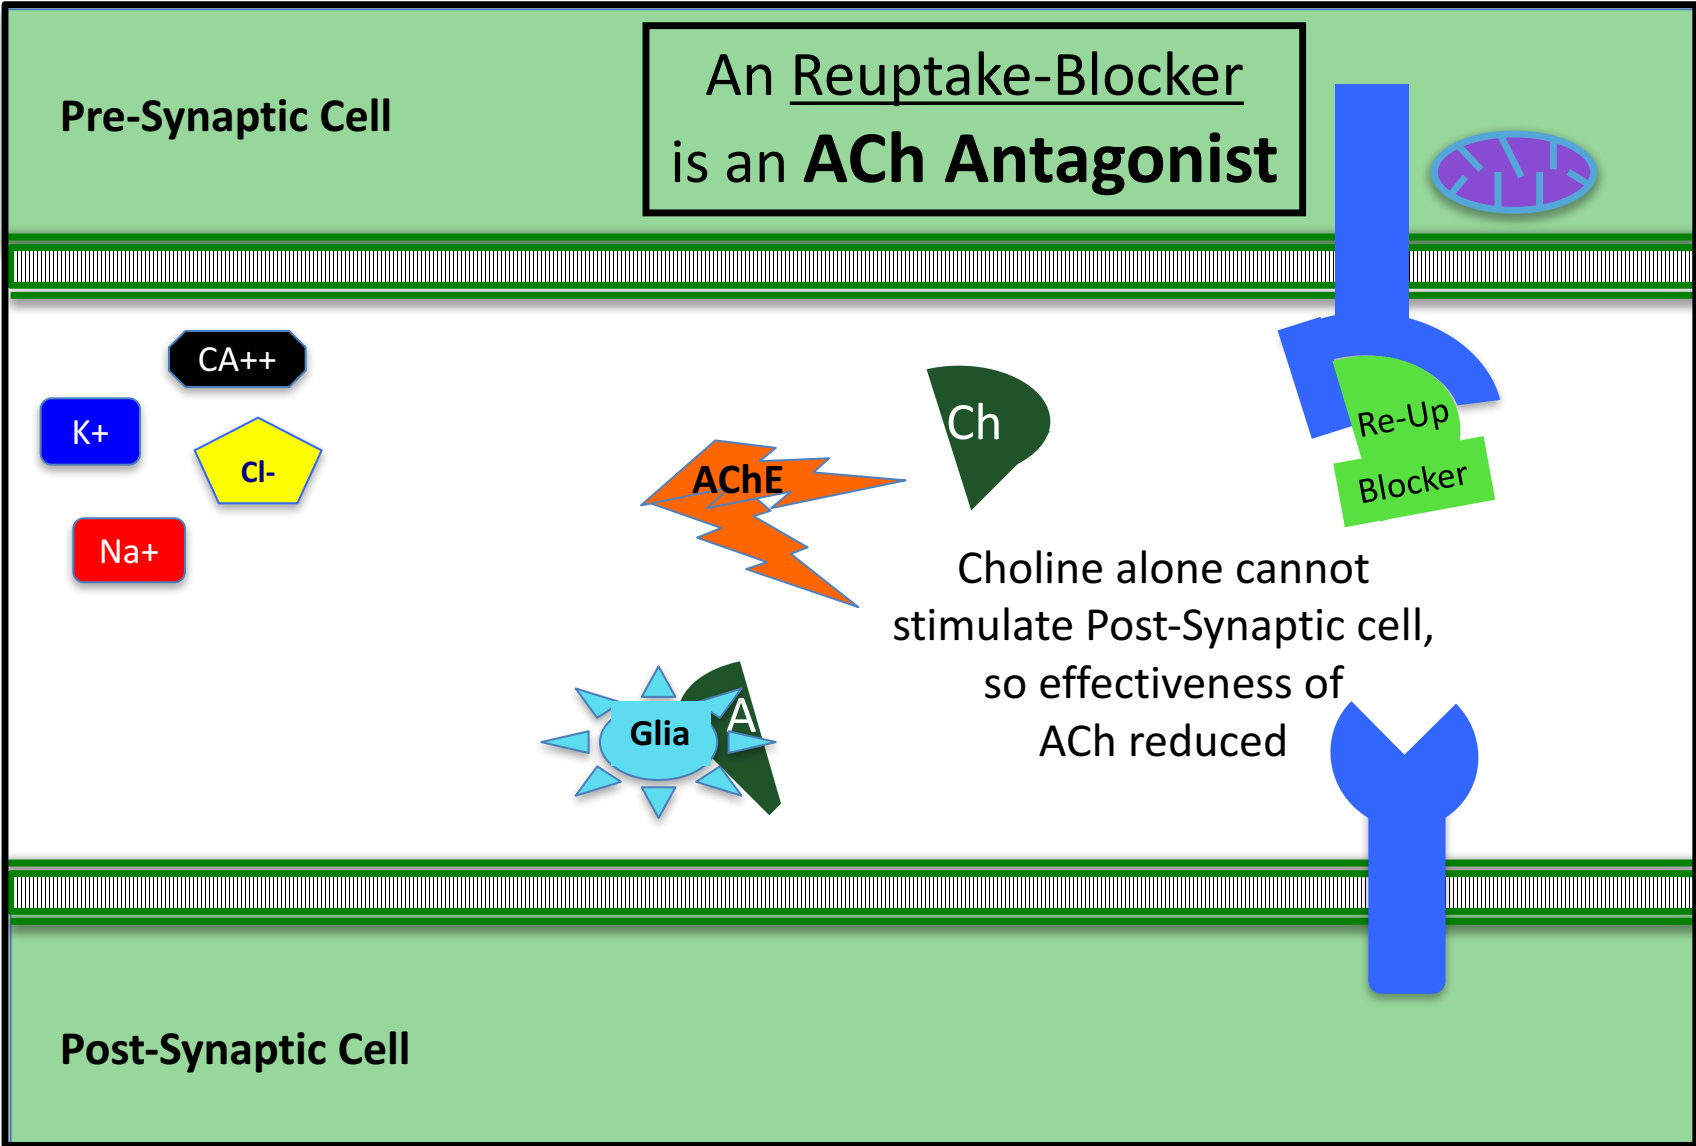 Pre-Synaptic Cell
An Reuptake-Blocker
is an ACh Antagonist
CA++
K+
Cl-
Na+
AChE
Ch
Re-Up
Blocker
Choline alone cannot
stimulate Post-Synaptic cell,
so effectiveness of
ACh reduced
Glia
A
Post-Synaptic Cell